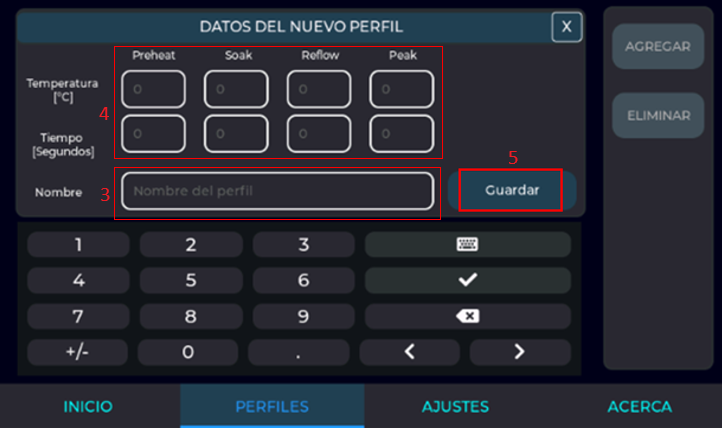 DATOS DEL NUEVO PERFIL X
Preheat Soak Reflow Peak
Temperatura
[°C]
0 0 0 0
4
Tiempo
[Segundos]
0 0 0 0
Nombre
3
Nombre del perfil
5
Guardar
AGREGAR
ELIMINAR
1 2 3
4 5 6
7 8 9
+/- 0 .
INICIO PERFILES AJUSTES ACERCA